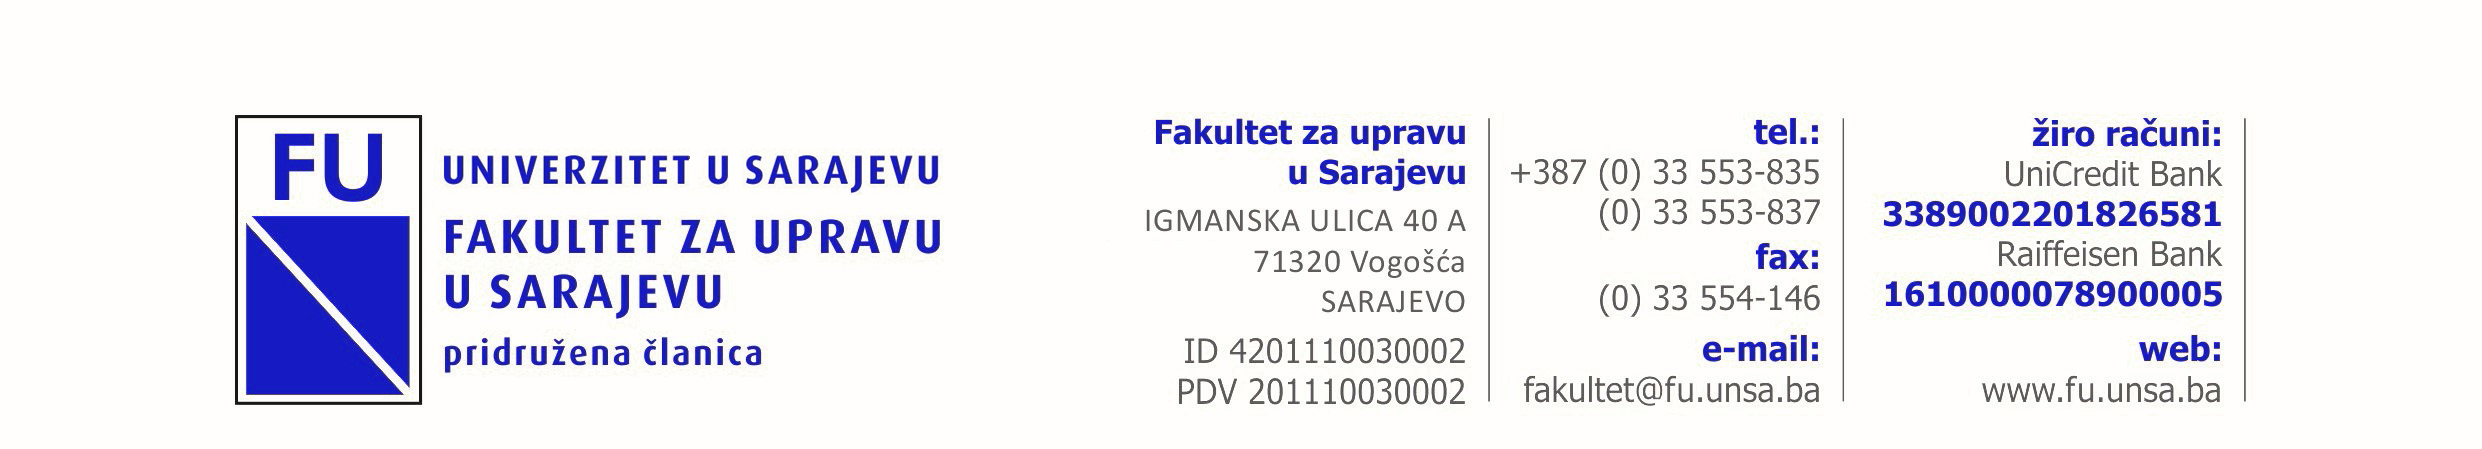 FU
UNIVERZITET U SARAJEVU
FAKULTET ZA UPRAVU
U SARAJEVU
pridružena članica
Fakultet za upravu
u Sarajevu
IGMANSKA ULICA 40 A
71320 Vogošća
SARAJEVO
ID 4201110030002
PDV 201110030002
tel.:
+387 (0) 33 553-835
(0) 33 553-837
fax:
(0) 33 554-146
e-mail:
fakultet@fu.unsa.ba
žiro računi:
UniCredit Bank
3389002201826581
Raiffeisen Bank
1610000078900005
web:
www.fu.unsa.ba